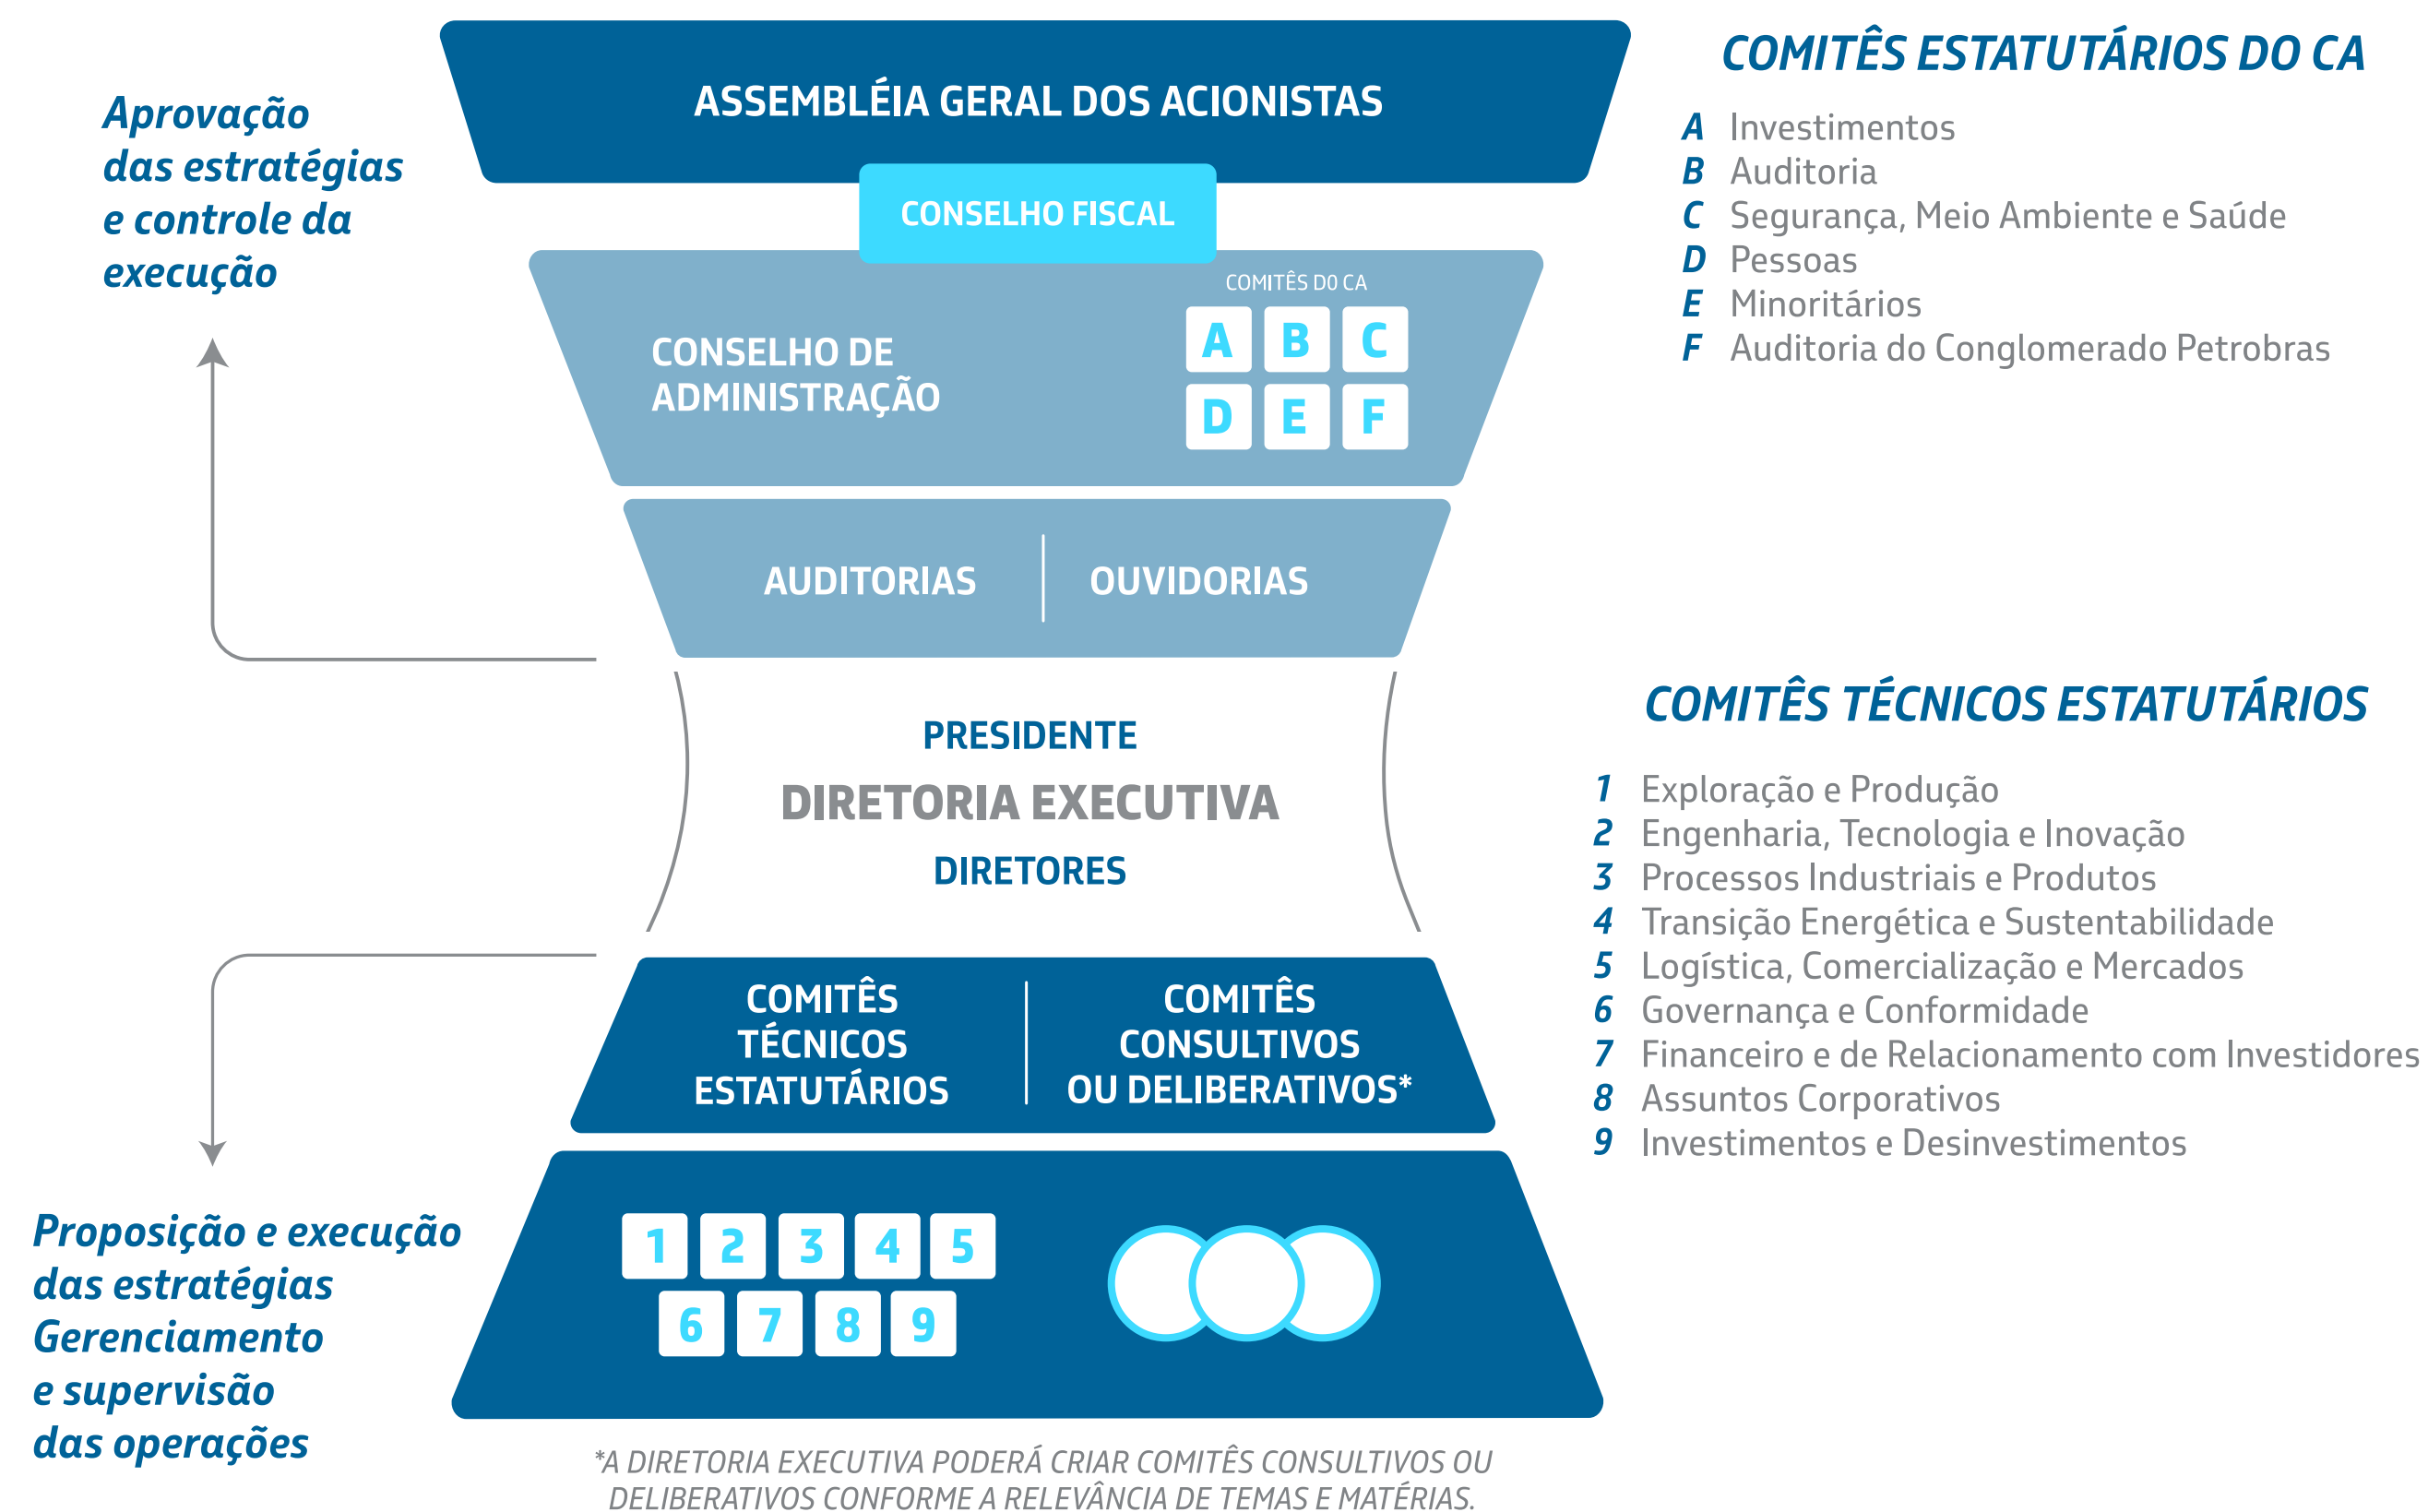 Aprovação
das estratégias
e controle da
execução
ASSEMBLÉIA GERAL DOS ACIONISTAS
CONSELHO FISCAL
CONSELHO DE
ADMINISTRAÇÃO
COMITÊS DO CA
A B C
D E F
AUDITORIAS
OUVIDORIAS
PRESIDENTE
DIRETORIA EXECUTIVA
DIRETORES
COMITÊS
TÉCNICOS
ESTATUTÁRIOS
COMITÊS
CONSULTIVOS
OU DELIBERATIVOS*
1 2 3 4 5
6 7 8 9
Proposição e execução
das estratégias
Gerenciamento
e supervisão
das operações
*A DIRETORIA EXECUTIVA PODERÁ CRIAR COMITÊS CONSULTIVOS OU
DELIBERATIVOS CONFORME A RELEVÂNCIA DE TEMAS E MATÉRIAS.
COMITÊS ESTATUTÁRIOS DO CA
A Investimentos
B Auditoria
C Segurança, Meio Ambiente e Saúde
D Pessoas
E Minoritários
F Auditoria do Conglomerado Petrobras
COMITÊS TÉCNICOS ESTATUTÁRIOS
1 Exploração e Produção
2 Engenharia, Tecnologia e Inovação
3 Processos Industriais e Produtos
4 Transição Energética e Sustentabilidade
5 Logística, Comercialização e Mercados
6 Governança e Conformidade
7 Financeiro e de Relacionamento com Investidores
8 Assuntos Corporativos
9 Investimentos e Desinvestimentos